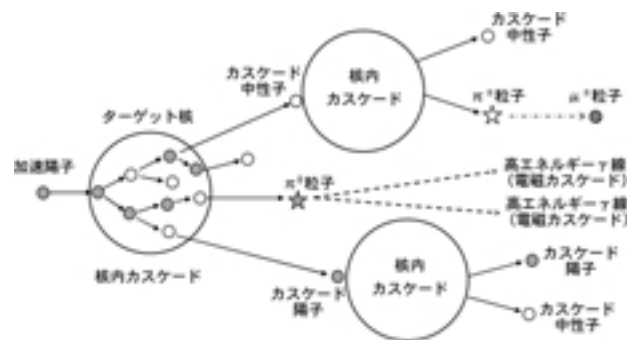 カスケード
中性子
カスケード
中性子
核内
カスケード
π±粒子
μ±粒子
ターゲット核
加速陽子
π0粒子
高エネルギーγ線
(電磁カスケード)
高エネルギーγ線
(電磁カスケード)
核内カスケード
カスケード
陽子
核内
カスケード
カスケード
陽子
カスケード
中性子